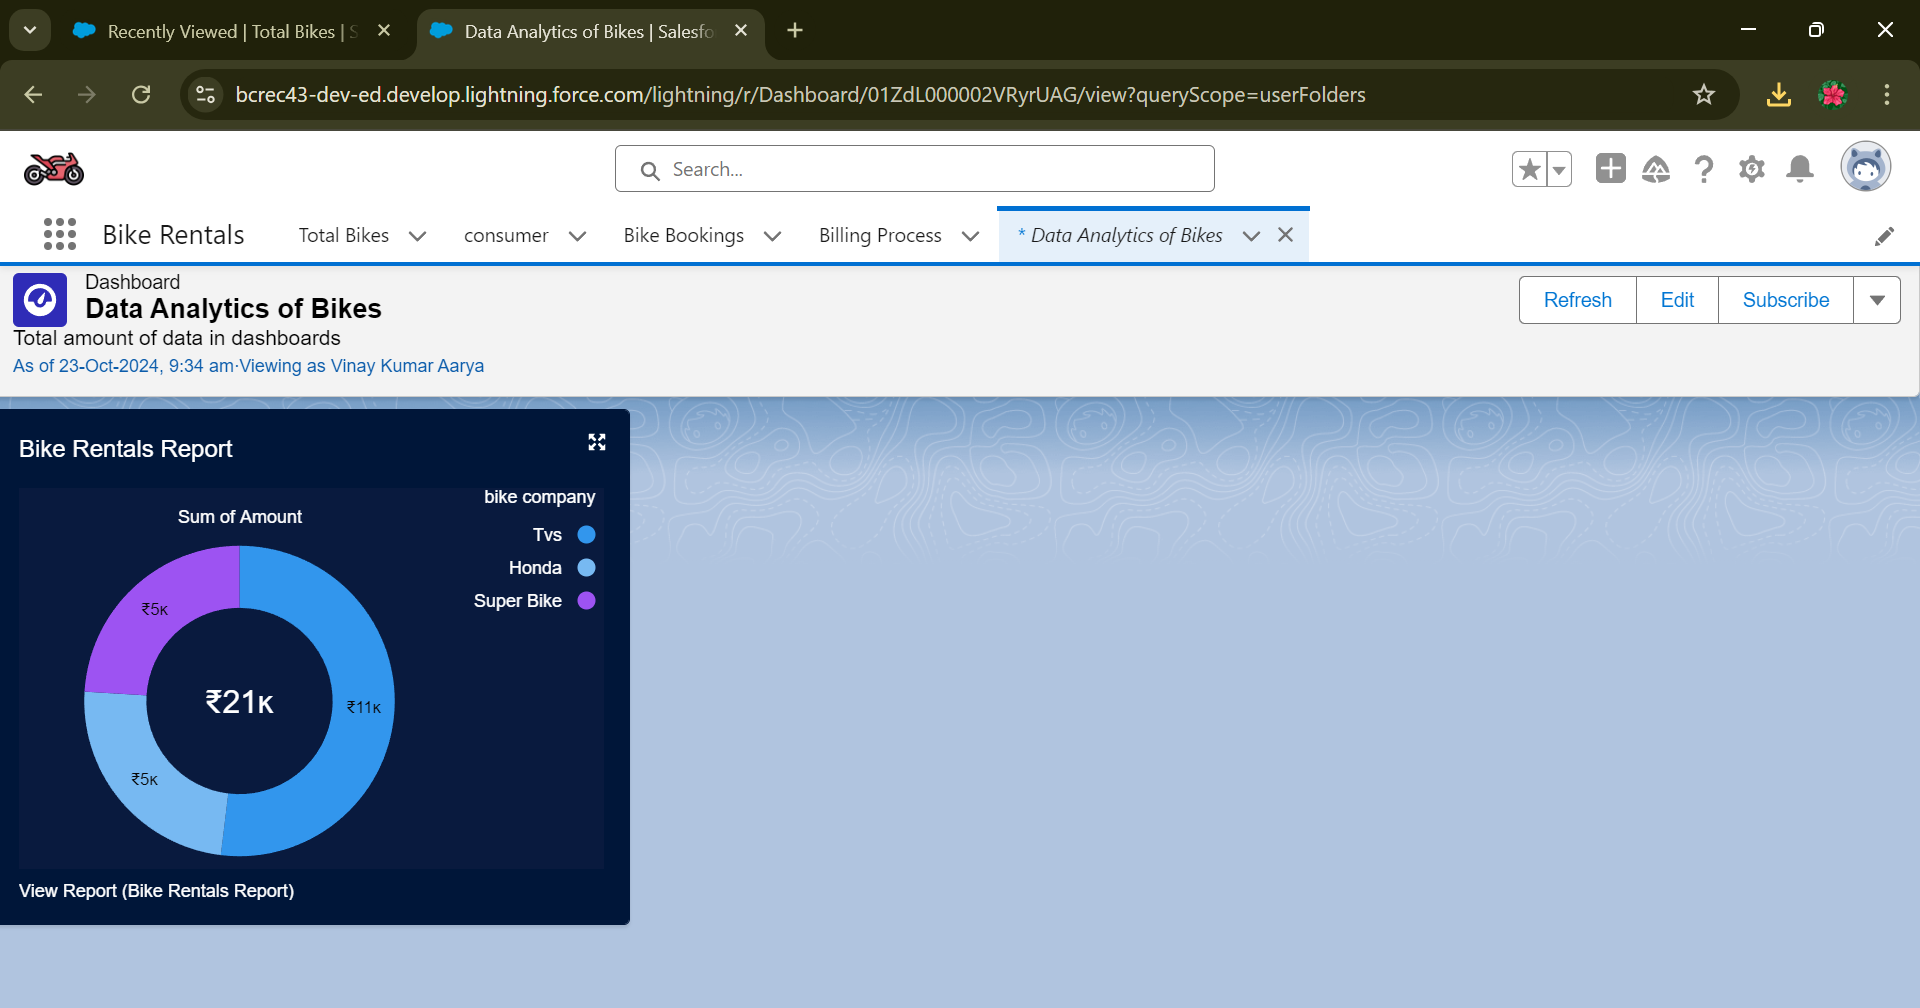 Recently Viewed | Total Bikes | S
Data Analytics of Bikes | Salesfo
bcrec43-dev-ed.develop.lightning.force.com/lightning/r/Dashboard/01ZdL000002VRyrUAG/view?queryScope=userFolders
Search...
Bike Rentals
Total Bikes
consumer
Bike Bookings
Billing Process
* Data Analytics of Bikes
Dashboard
Data Analytics of Bikes
Total amount of data in dashboards
As of 23-Oct-2024, 9:34 am·Viewing as Vinay Kumar Aarya
Refresh
Edit
Subscribe
Bike Rentals Report
Sum of Amount
bike company
Tvs
Honda
Super Bike
₹5K
₹21K
₹11K
₹5K
View Report (Bike Rentals Report)